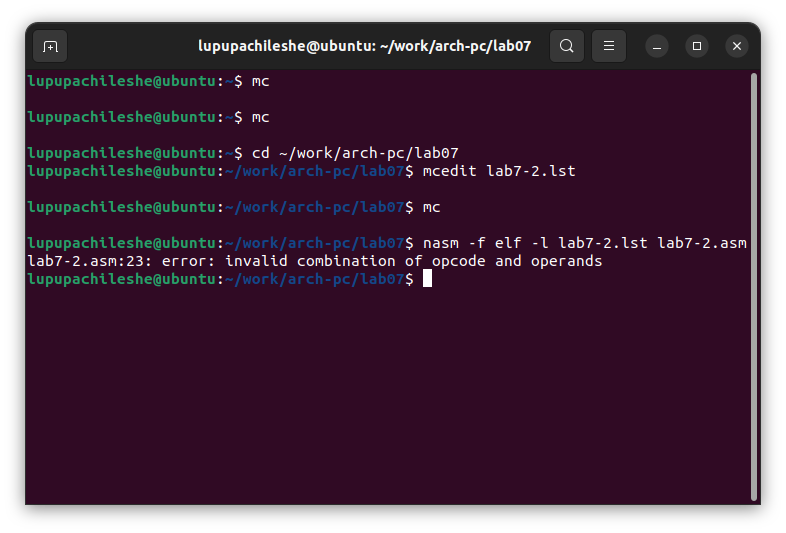 lupupachileshe@ubuntu: ~/work/arch-pc/lab07
lupupachileshe@ubuntu:~$ mc
lupupachileshe@ubuntu:~$ mc
lupupachileshe@ubuntu:~$ cd ~/work/arch-pc/lab07
lupupachileshe@ubuntu:~/work/arch-pc/lab07$ mcedit lab7-2.lst
lupupachileshe@ubuntu:~/work/arch-pc/lab07$ mc
lupupachileshe@ubuntu:~/work/arch-pc/lab07$ nasm -f elf -l lab7-2.lst lab7-2.asm
lab7-2.asm:23: error: invalid combination of opcode and operands
lupupachileshe@ubuntu:~/work/arch-pc/lab07$